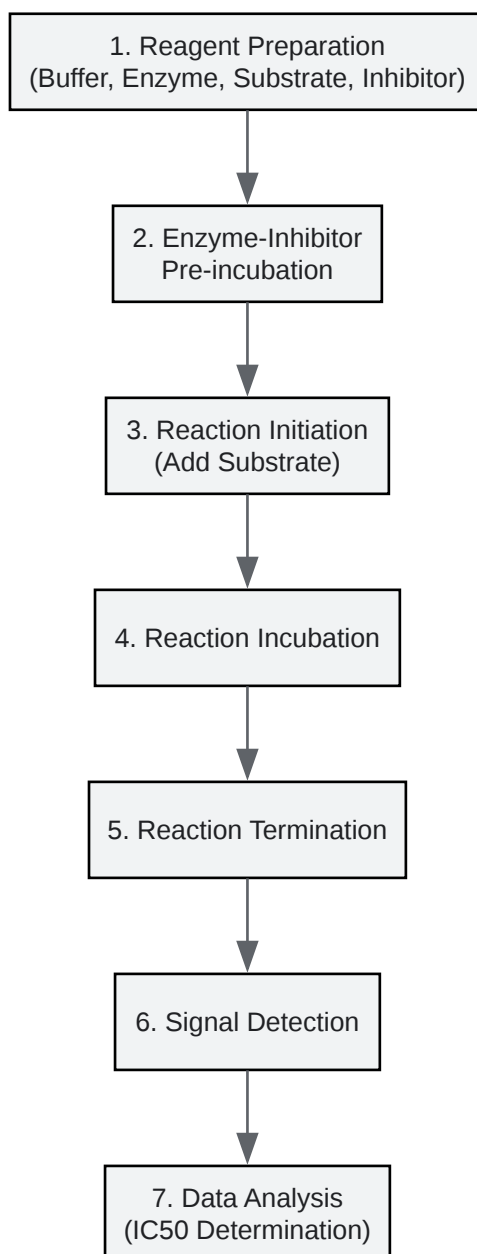 1. Reagent Preparation
(Buffer, Enzyme, Substrate, Inhibitor)
2. Enzyme-Inhibitor
Pre-incubation
3. Reaction Initiation
(Add Substrate)
4. Reaction Incubation
5. Reaction Termination
6. Signal Detection
7. Data Analysis
(IC50 Determination)